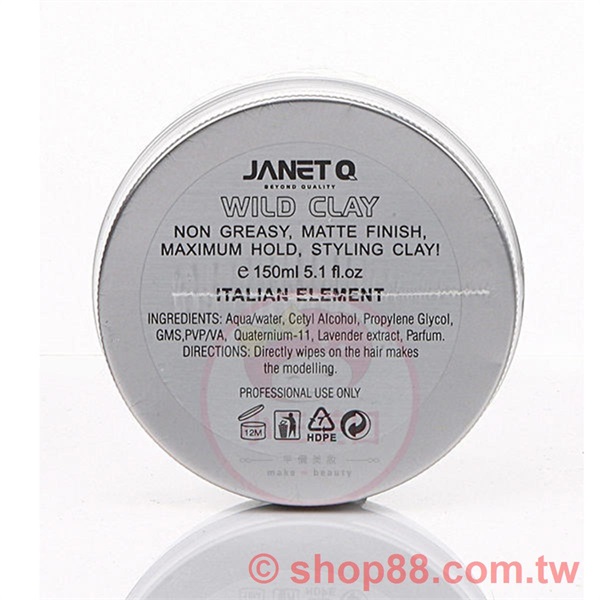 JANET Q
BEYOND QUALITY
WILD CLAY
NON GREASY, MATTE FINISH,
MAXIMUM HOLD, STYLING CLAY!
e 150ml 5.1 fl.oz
ITALIAN ELEMENT
INGREDIENTS: Aqua/water, Cetyl Alcohol, Propylene Glycol,
GMS,PVP/VA, Quaternium-11, Lavender extract, Parfum.
DIRECTIONS: Directly wipes on the hair makes
the modelling.
PROFESSIONAL USE ONLY
12M
7
HDPE
make beauty
© shop88.com.tw